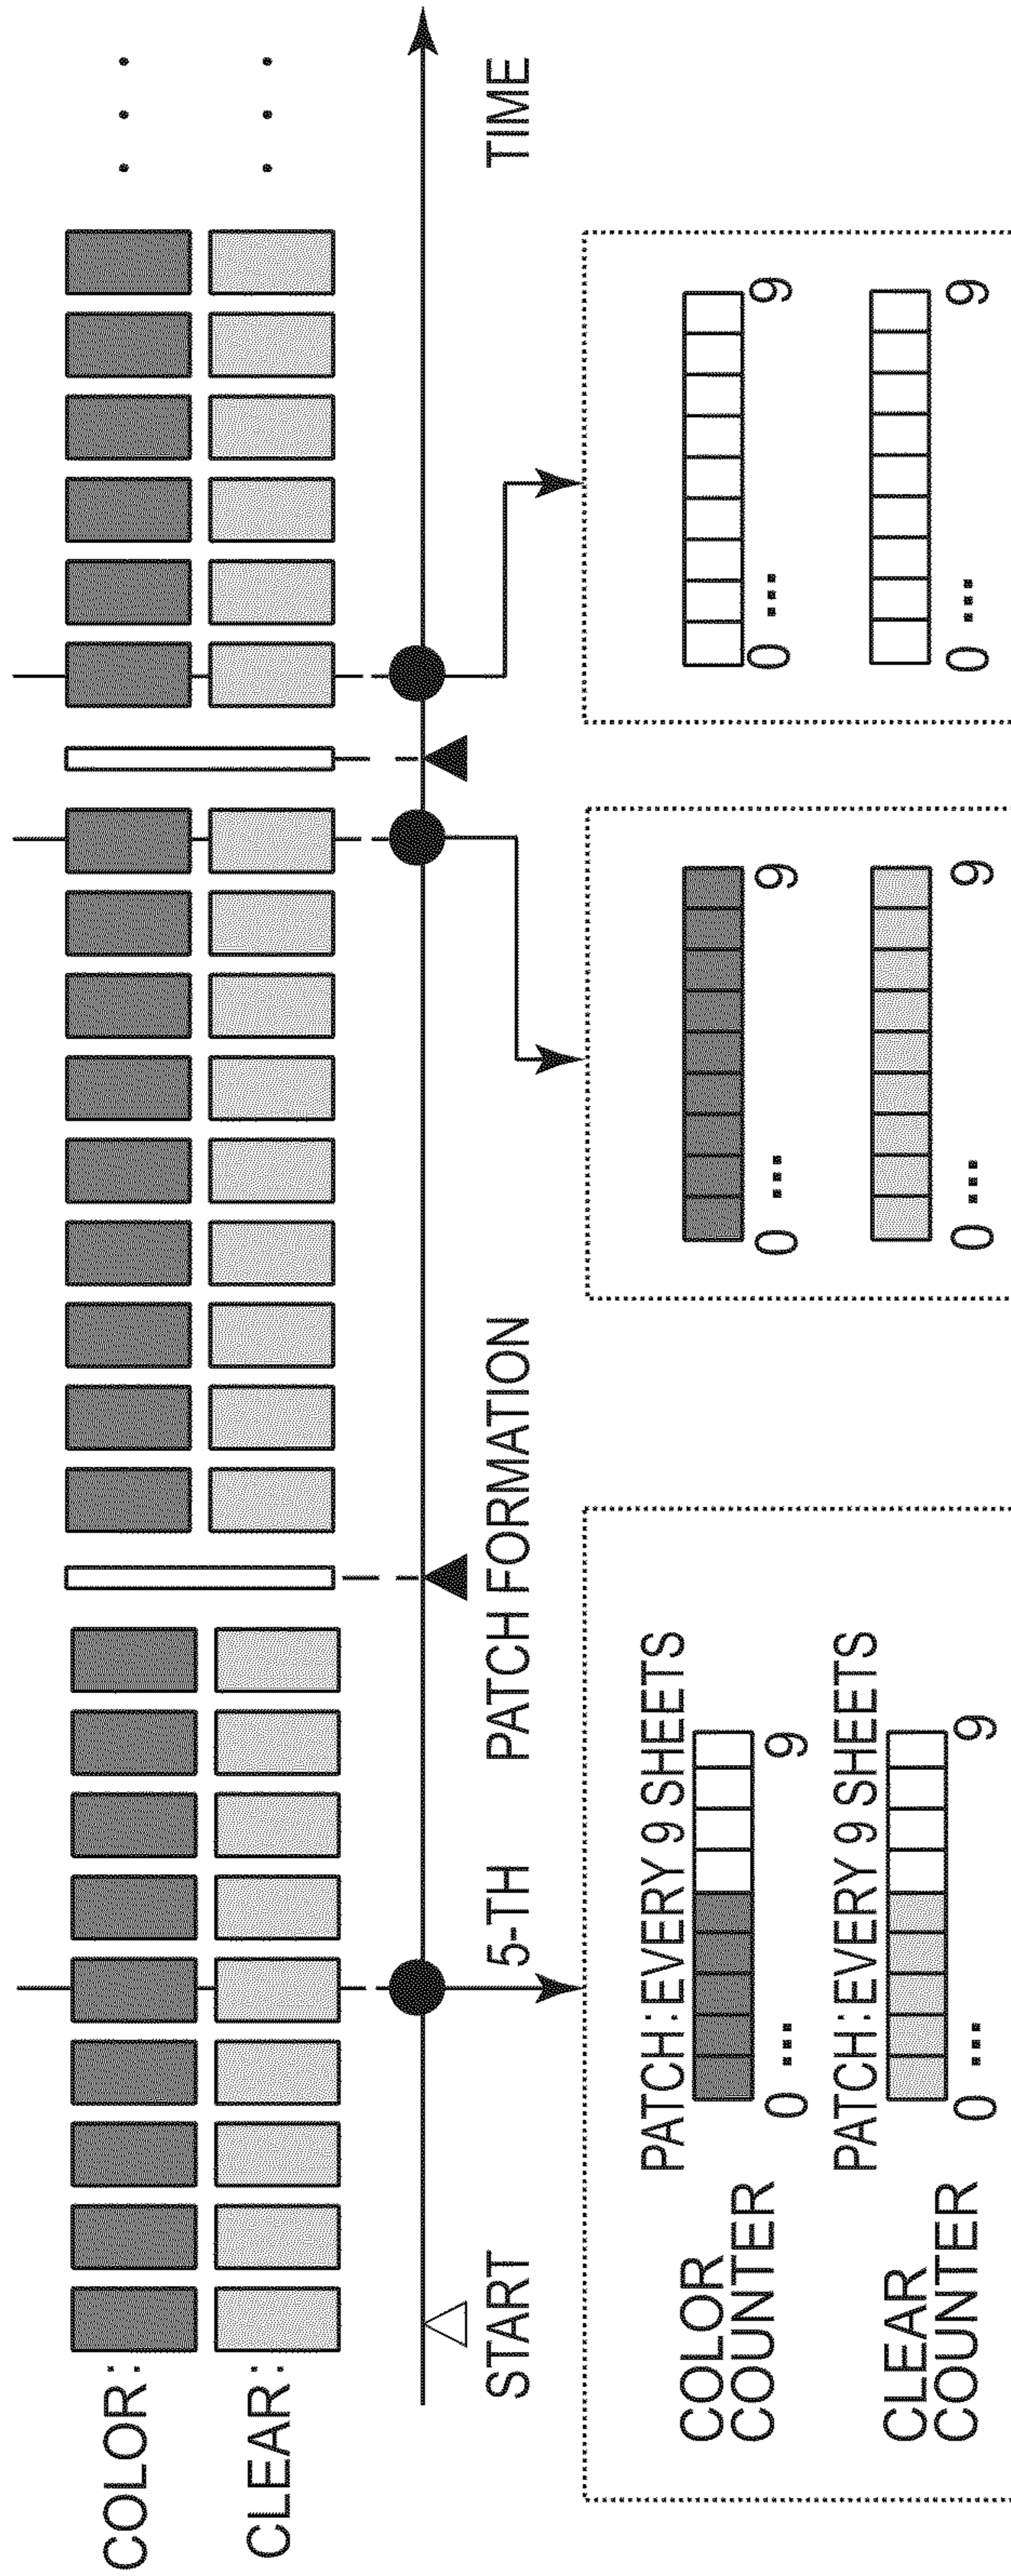 COLOR:
CLEAR:
START
5-TH
PATCH FORMATION
TIME
COLOR
COUNTER
PATCH:EVERY 9 SHEETS
0 ... 9
CLEAR
COUNTER
PATCH:EVERY 9 SHEETS
0 ... 9
0 ... 9
0 ... 9
0 ... 9
0 ... 9